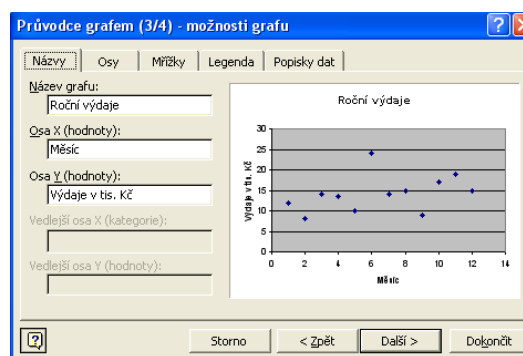 Průvodce grafem (3/4) - možnosti grafu
Názvy
Osy
Mřížky
Legenda
Popisky dat
Název grafu:
Roční výdaje
Osa X (hodnoty):
Měsíc
Osa Y (hodnoty):
Výdaje v tis. Kč
Vedlejší osa X (kategorie):
Vedlejší osa Y (hodnoty):
Roční výdaje
Výdaje v tis. Kč
30
25
20
15
10
5
0
0 2 4 6 8 10 12 14
Měsíc
Storno
< Zpět
Další >
Dokončit